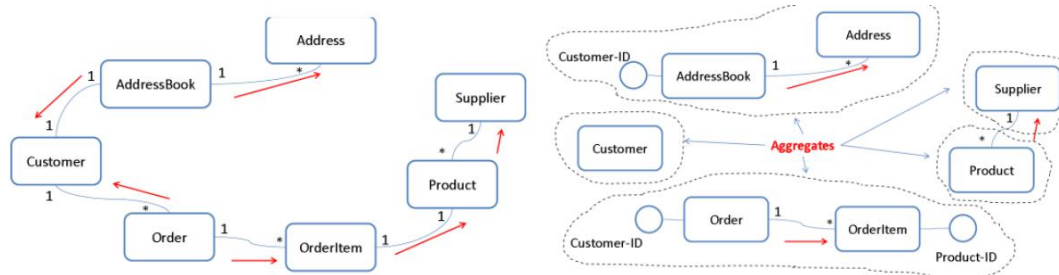 Address
1
*
1
AddressBook
1
Supplier
1
1
*
Customer
Product
1
*
1
1
*
1
Order
OrderItem
Address
Customer-ID
1
*
AddressBook
Supplier
1
Aggregates
*
Customer
Product
Order
1
*
OrderItem
Customer-ID
Product-ID